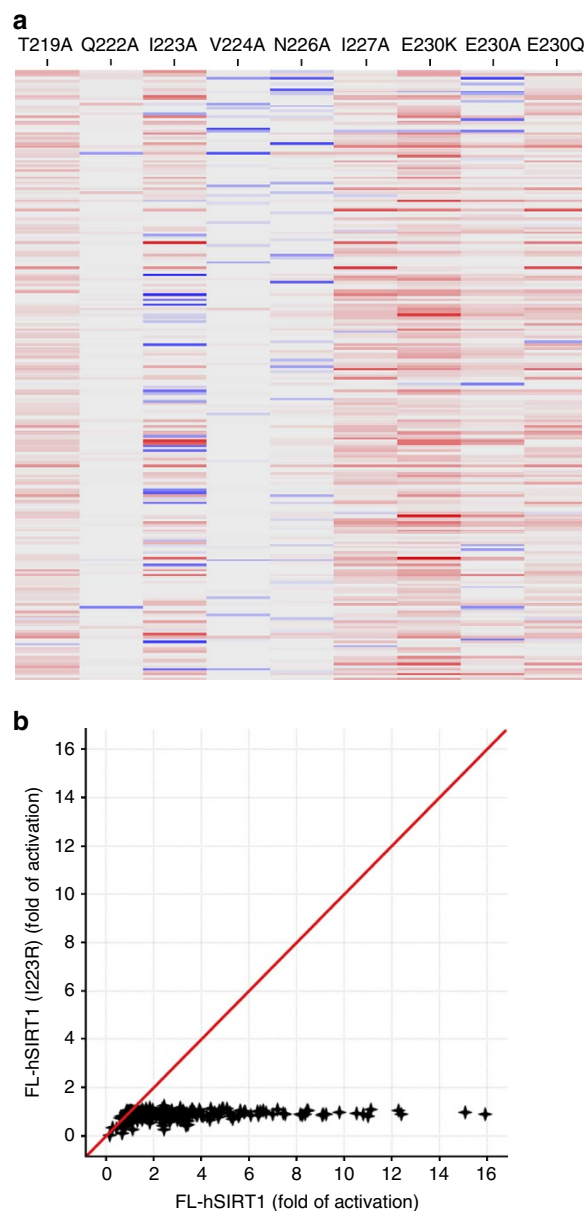 a
T219A Q222A I223A V224A N226A I227A E230K E230A E230Q
b
FL-hSIRT1 (I223R) (fold of activation)
16
14
12
10
8
6
4
2
0
0 2 4 6 8 10 12 14 16
FL-hSIRT1 (fold of activation)